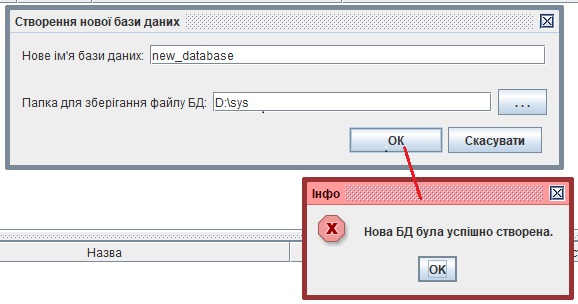 Створення нової бази даних
Нове ім'я бази даних: new_database
Папка для зберігання файлу БД: D:\sys ...
ОК Скасувати
Інфо
X
Нова БД була успішно створена.
OK
Назва